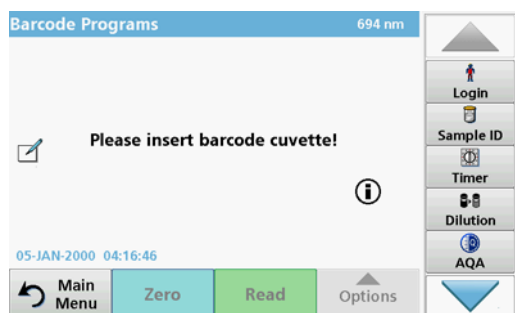 Barcode Programs 694 nm
Please insert barcode cuvette!
05-JAN-2000 04:16:46
Main
Menu
Zero
Read
Options
Login
Sample ID
Timer
Dilution
AQA